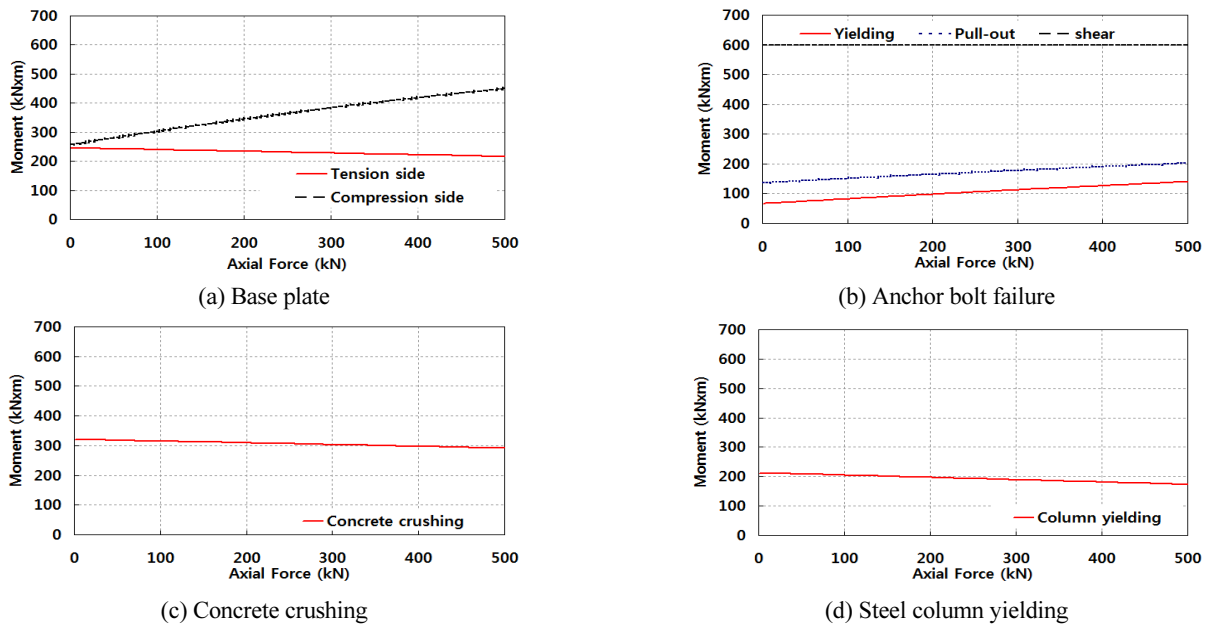 700
600
500
400
300
200
100
0
Moment (kNxm)
Tension side
Compression side
0 100 200 300 400 500
Axial Force (kN)
(a) Base plate
700
600
500
400
300
200
100
0
Moment (kNxm)
Yielding Pull-out shear
0 100 200 300 400 500
Axial Force (kN)
(b) Anchor bolt failure
700
600
500
400
300
200
100
0
Moment (kNxm)
Concrete crushing
0 100 200 300 400 500
Axial Force (kN)
(c) Concrete crushing
700
600
500
400
300
200
100
0
Moment (kNxm)
Column yielding
0 100 200 300 400 500
Axial Force (kN)
(d) Steel column yielding